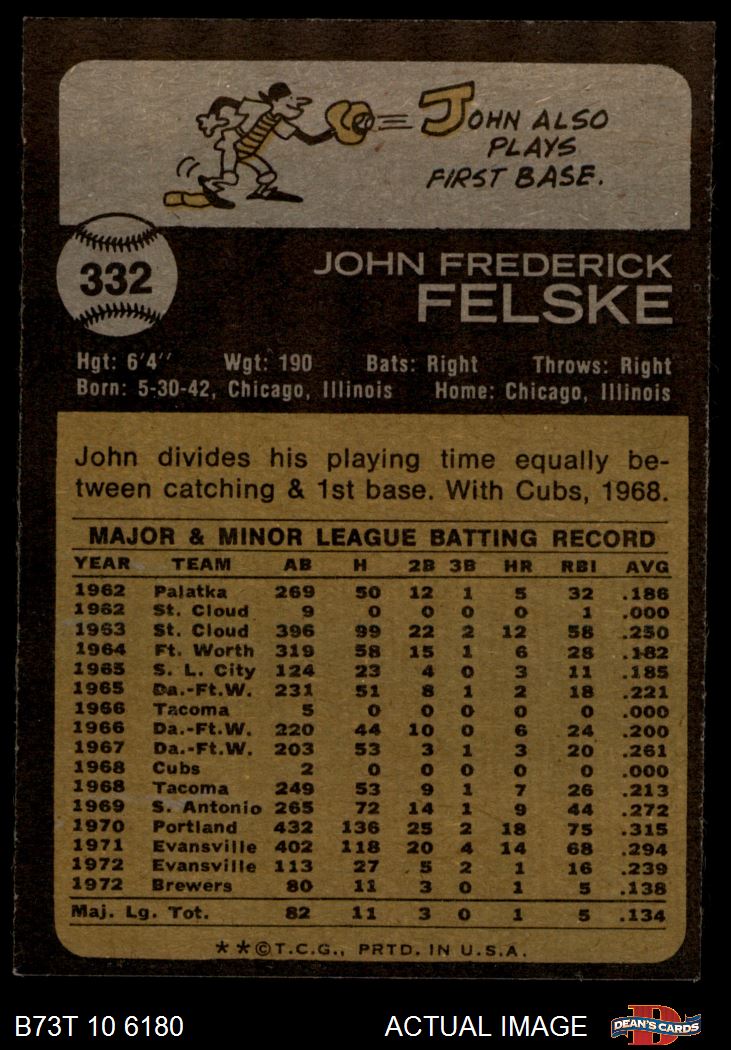 JOHN ALSO
PLAYS
FIRST BASE.
332
JOHN FREDERICK
FELSKE
Hgt: 6'4" Wgt: 190 Bats: Right Throws: Right
Born: 5-30-42, Chicago, Illinois Home: Chicago, Illinois
John divides his playing time equally be-
tween catching & 1st base. With Cubs, 1968.
MAJOR & MINOR LEAGUE BATTING RECORD
YEAR TEAM AB H 2B 3B HR RBI AVG
1962 Palatka 269 50 12 1 5 32 .186
1962 St. Cloud 9 0 0 0 0 1 .000
1963 St. Cloud 396 99 22 2 12 58 .250
1964 Ft. Worth 319 58 15 1 6 28 .182
1965 S. L. City 124 23 4 0 3 11 .185
1965 Da.-Ft.W. 231 51 8 1 2 18 .221
1966 Tacoma 5 0 0 0 0 0 .000
1966 Da.-Ft.W. 220 44 10 0 6 24 .200
1967 Da.-Ft.W. 203 53 3 1 3 20 .261
1968 Cubs 2 0 0 0 0 0 .000
1968 Tacoma 249 53 9 1 7 26 .213
1969 S. Antonio 265 72 14 1 9 44 .272
1970 Portland 432 136 25 2 18 75 .315
1971 Evansville 402 118 20 4 14 68 .294
1972 Evansville 113 27 5 2 1 16 .239
1972 Brewers 80 11 3 0 1 5 .138
Maj. Lg. Tot. 82 11 3 0 1 5 .134
**©T.C.G., PRTD. IN U.S.A.
B73T 10 6180 ACTUAL IMAGE D DEAN'S CARDS